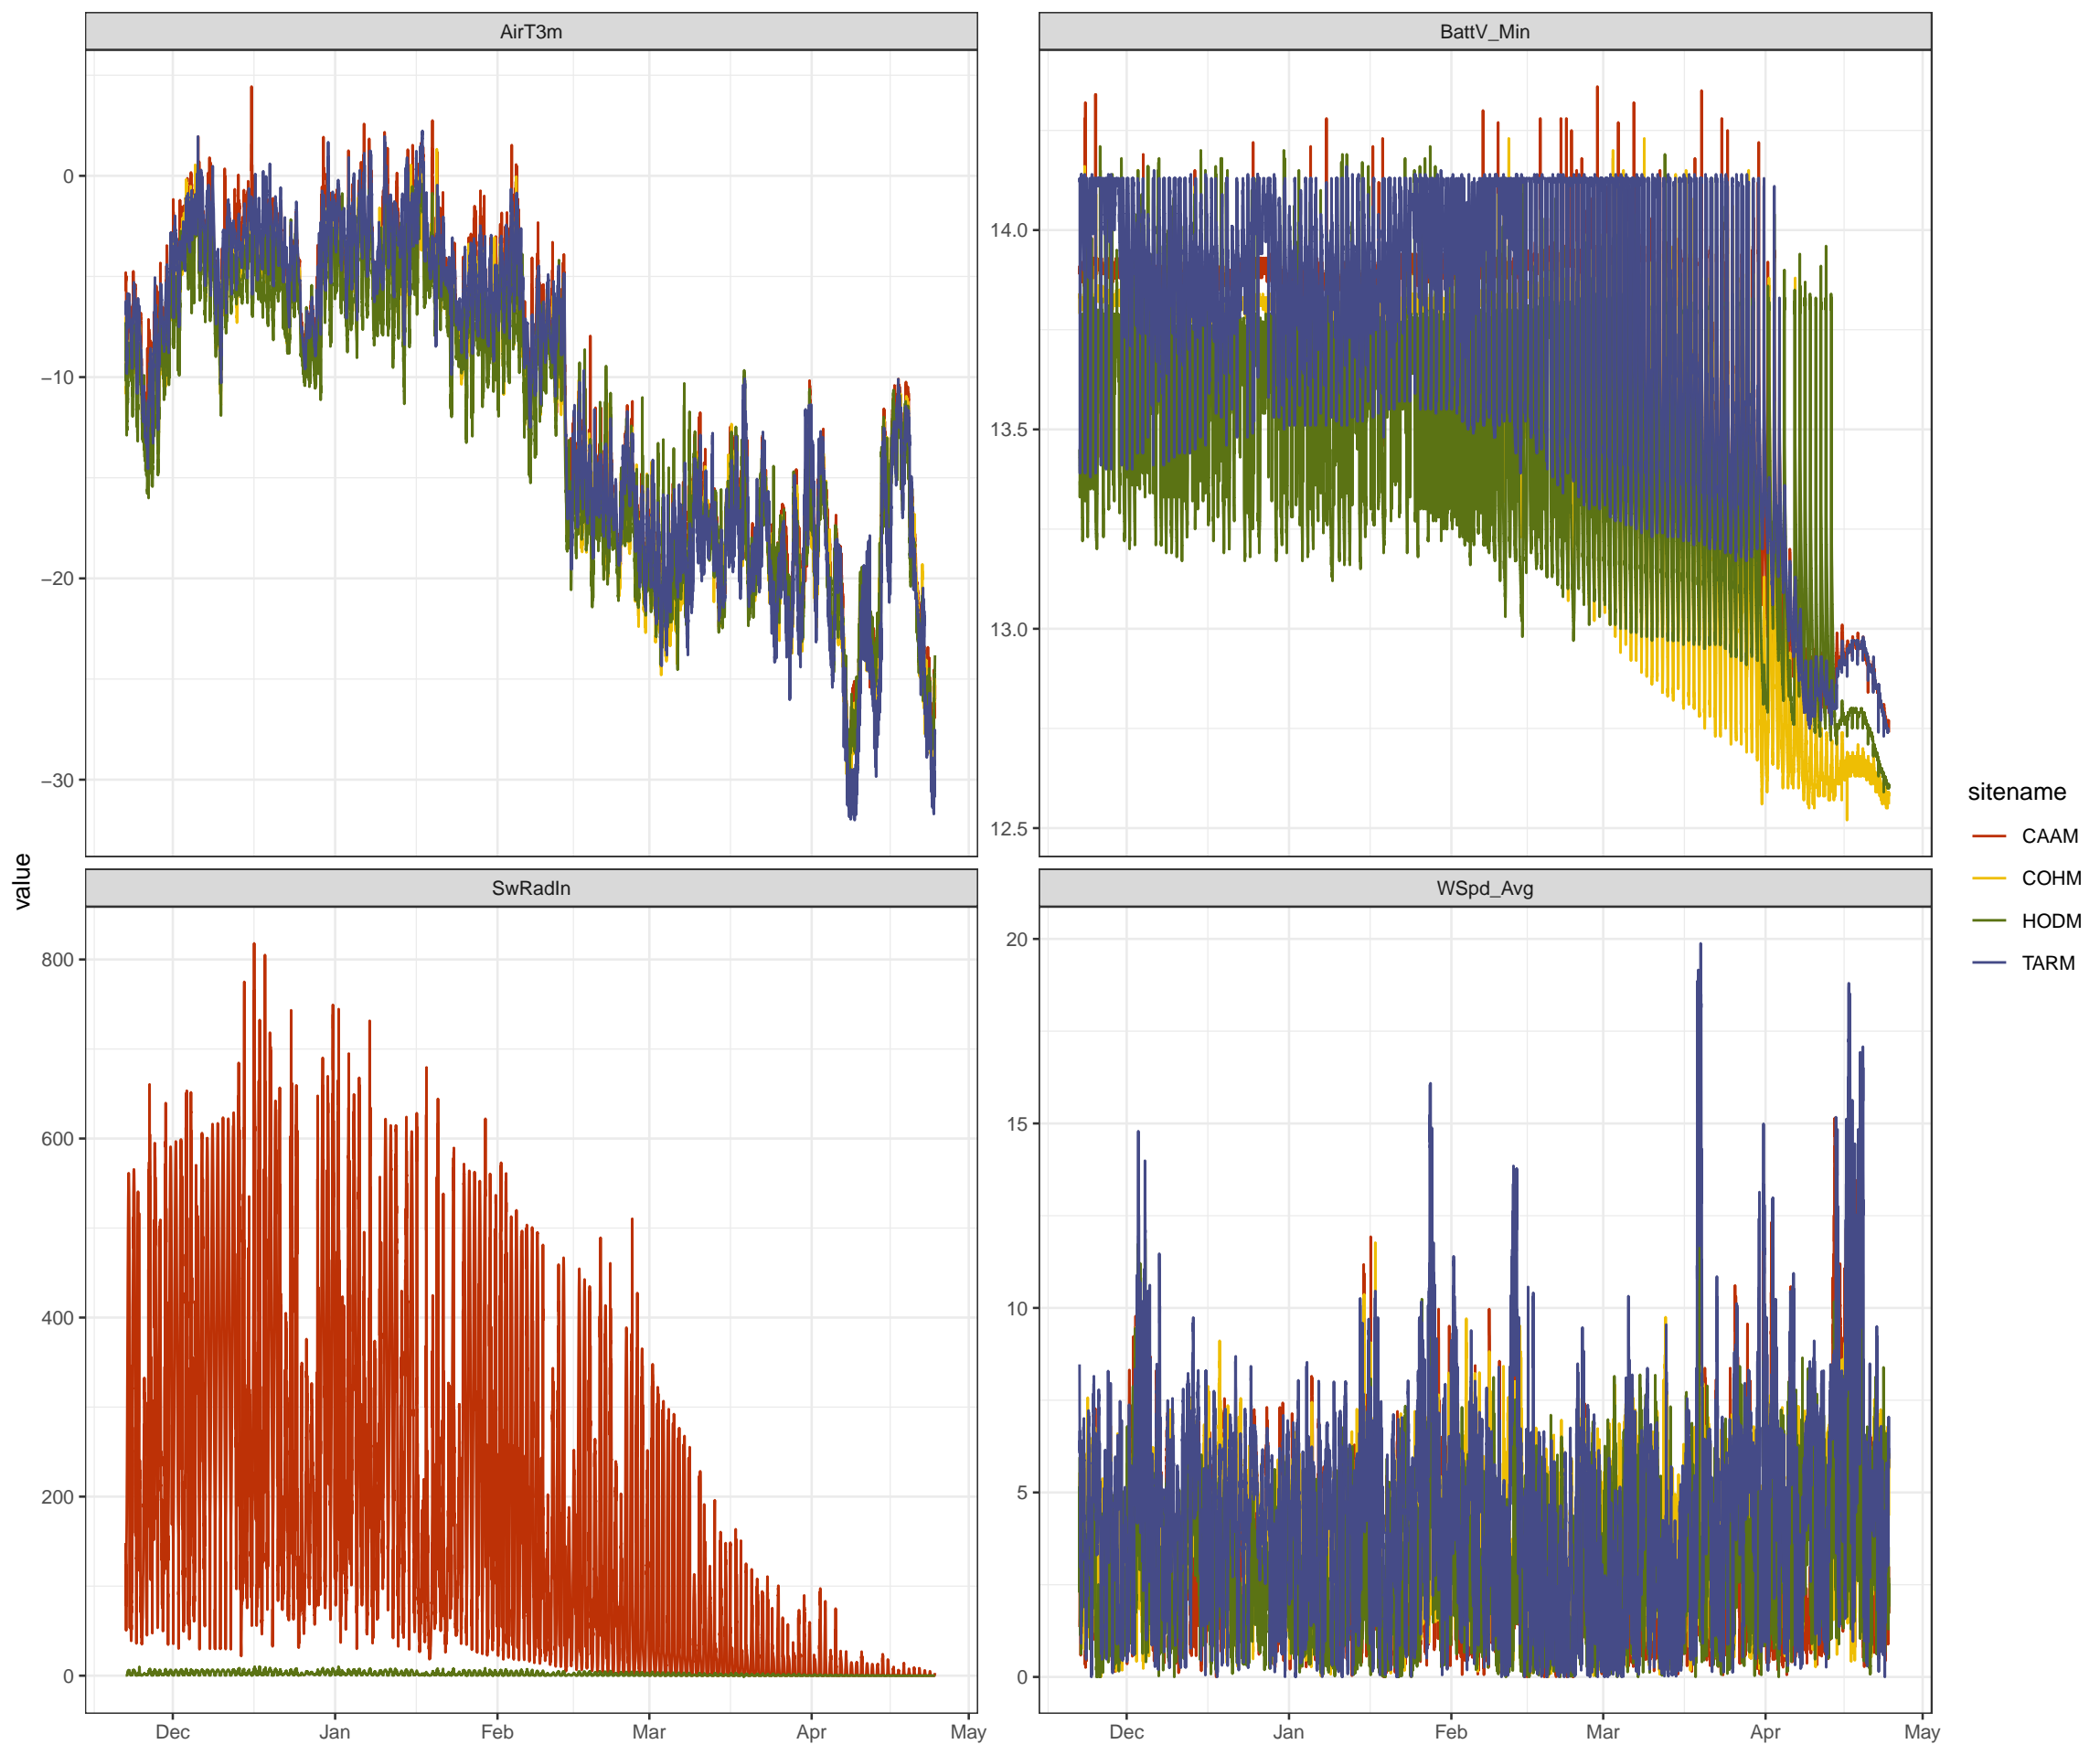 AirT3m
BattV_Min
0
−10
−20
−30
14.0
13.5
13.0
12.5
SwRadIn
WSpd_Avg
800
600
400
200
0
20
15
10
5
0
Dec Jan Feb Mar Apr May
Dec Jan Feb Mar Apr May
value
sitename
CAAM
COHM
HODM
TARM